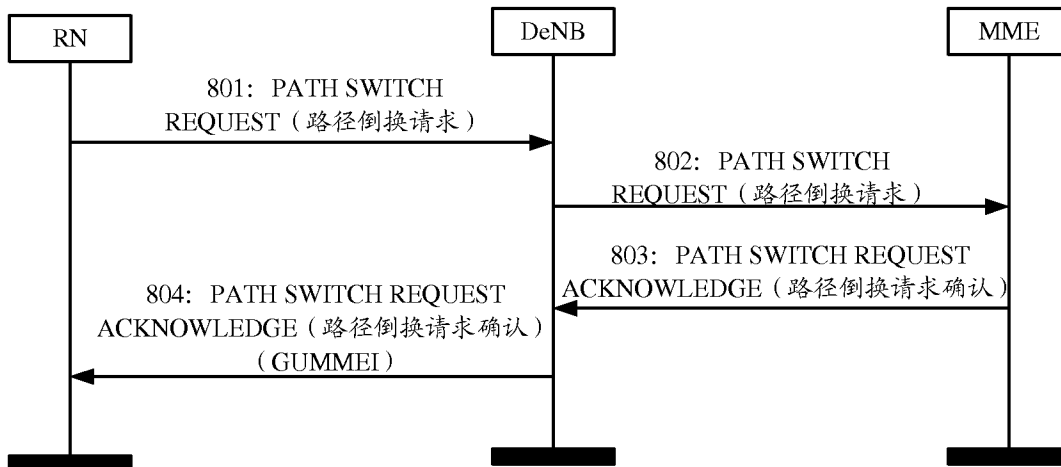 RN
DeNB
MME
801: PATH SWITCH
REQUEST（路径倒换请求）
802: PATH SWITCH
REQUEST（路径倒换请求）
803: PATH SWITCH REQUEST
ACKNOWLEDGE（路径倒换请求确认）
804: PATH SWITCH REQUEST
ACKNOWLEDGE（路径倒换请求确认）
（GUMMEI）